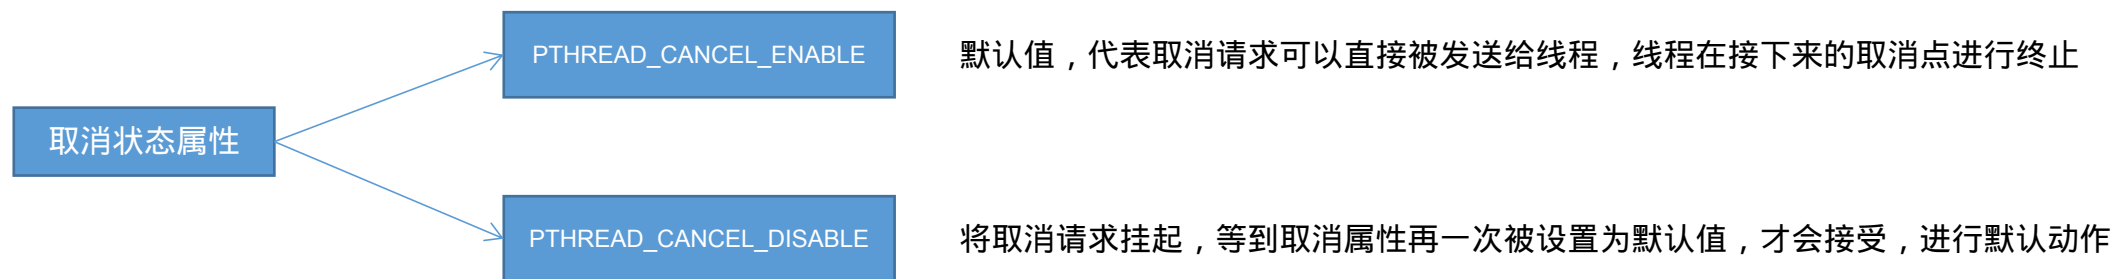 PTHREAD_CANCEL_ENABLE
默认值，代表取消请求可以直接被发送给线程，线程在接下来的取消点进行终止
取消状态属性
PTHREAD_CANCEL_DISABLE
将取消请求挂起，等到取消属性再一次被设置为默认值，才会接受，进行默认动作